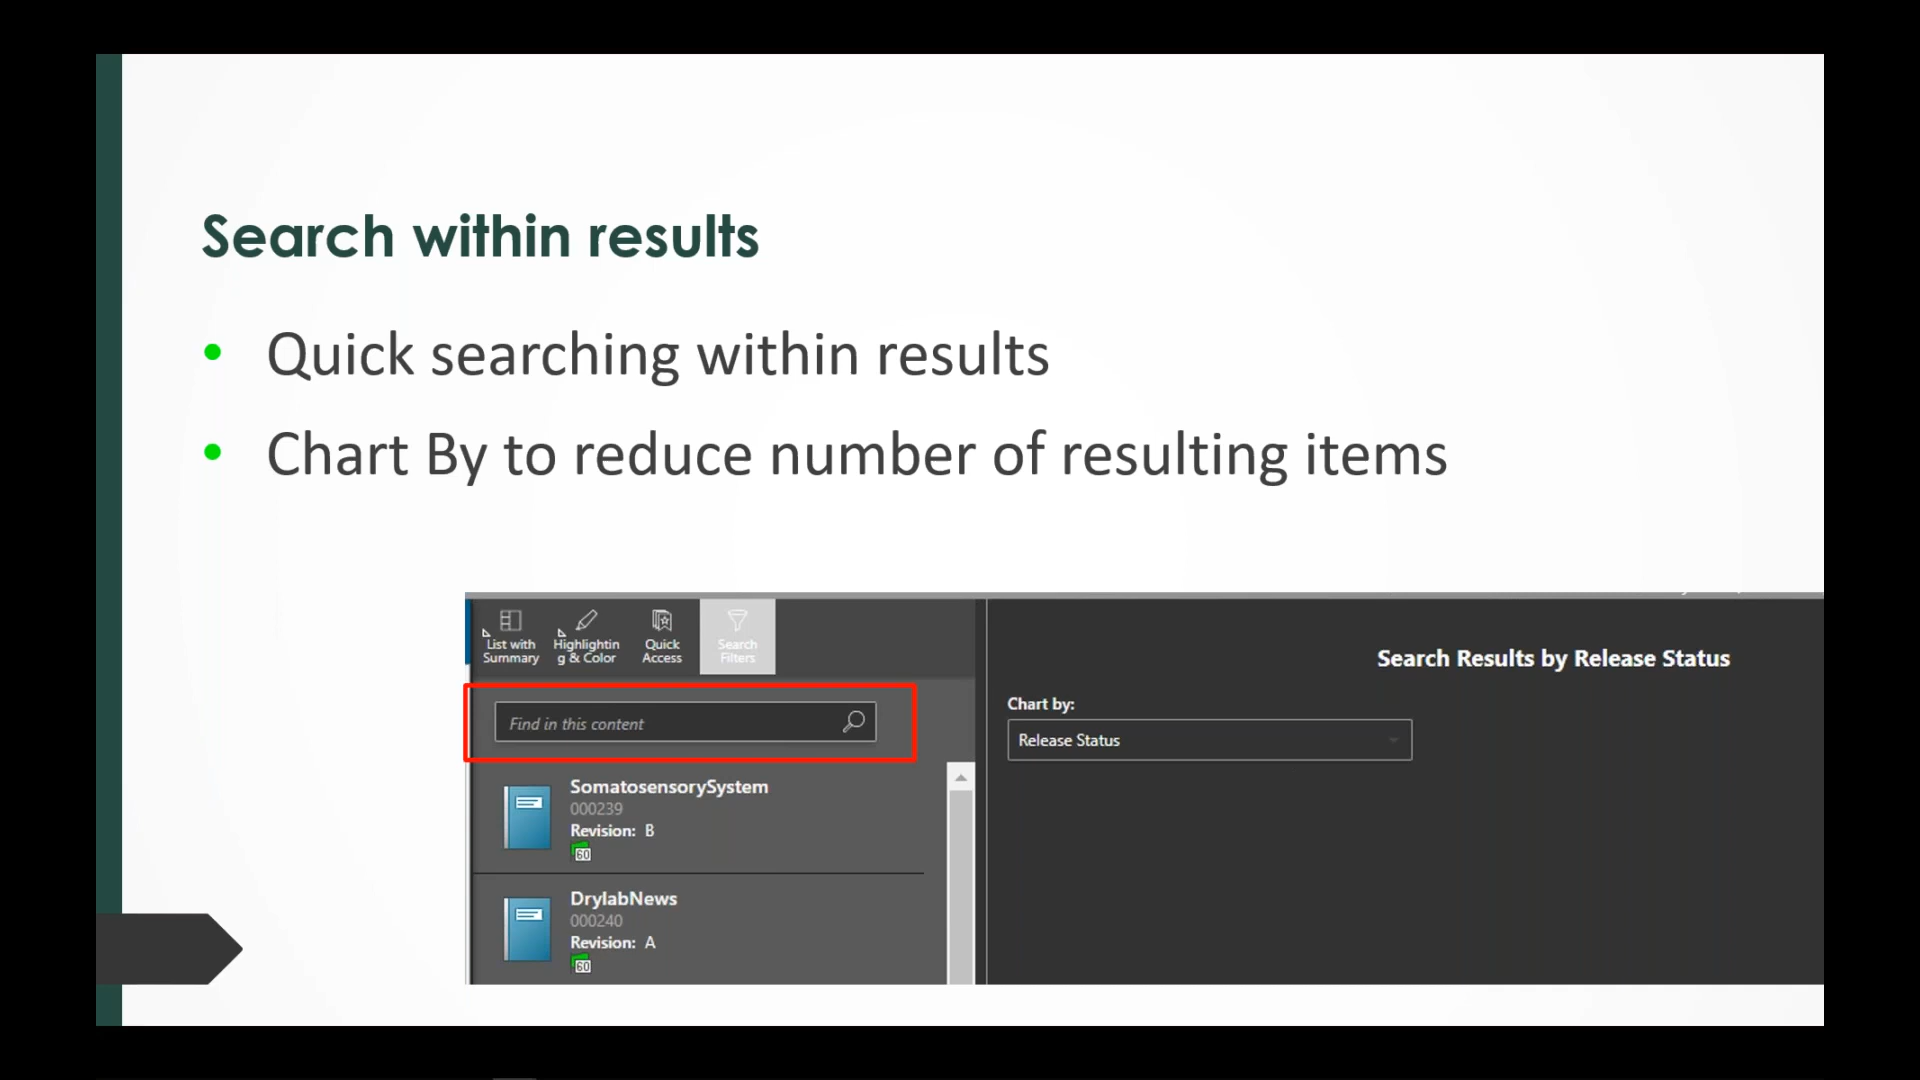 Search within results
• Quick searching within results
• Chart By to reduce number of resulting items
List with
Summary
Highlightin
g & Color
Quick
Access
Search
Filters
Find in this content
SomatosensorySystem
000239
Revision: B
60
DrylabNews
000240
Revision: A
60
Search Results by Release Status
Chart by:
Release Status